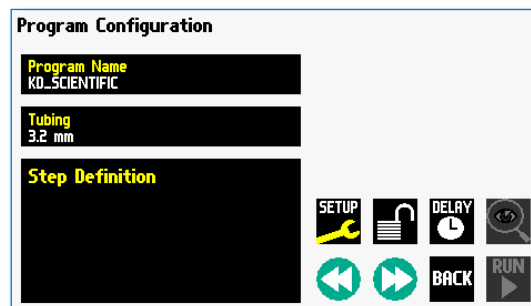 Program Configuration
Program Name
KD_SCIENTIFIC
Tubing
3.2 mm
Step Definition
SETUP
DELAY
BACK
RUN